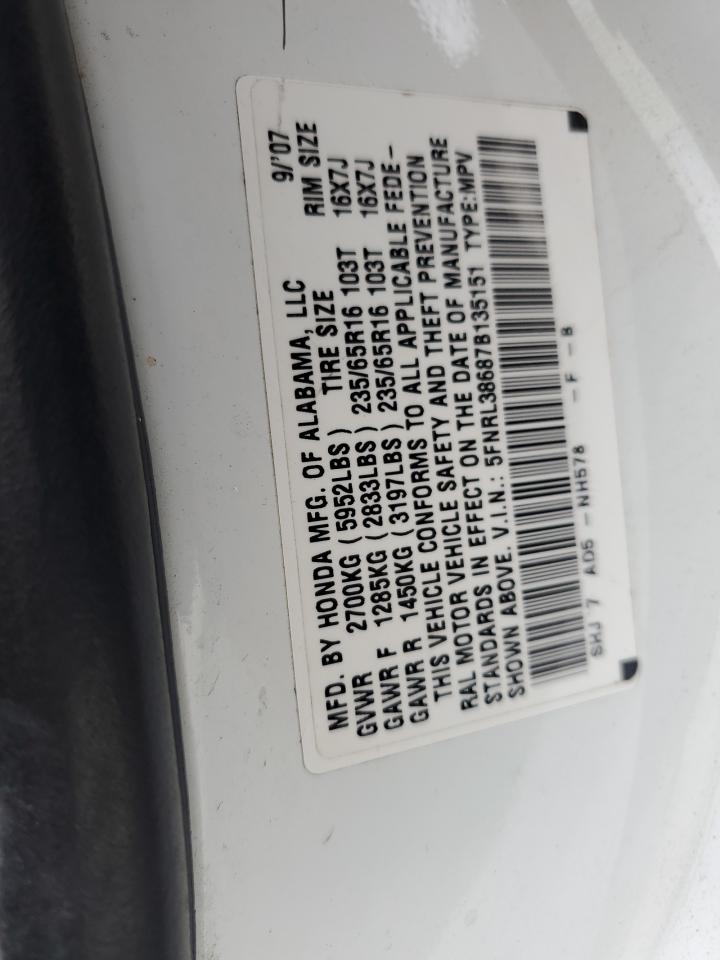 MFD. BY HONDA MFG. OF ALABAMA, LLC 9/'07
GVWR 2700KG (5952LBS) TIRE SIZE RIM SIZE
GAWR F 1285KG (2833LBS) 235/65R16 103T 16X7J
GAWR R 1450KG (3197LBS) 235/65R16 103T 16X7J
THIS VEHICLE CONFORMS TO ALL APPLICABLE FEDE-
RAL MOTOR VEHICLE SAFETY AND THEFT PREVENTION
STANDARDS IN EFFECT ON THE DATE OF MANUFACTURE
SHOWN ABOVE. V.I.N.: 5FNRL38687B135151 TYPE:MPV
SHJ 7 AD5 - NH578 - F - B